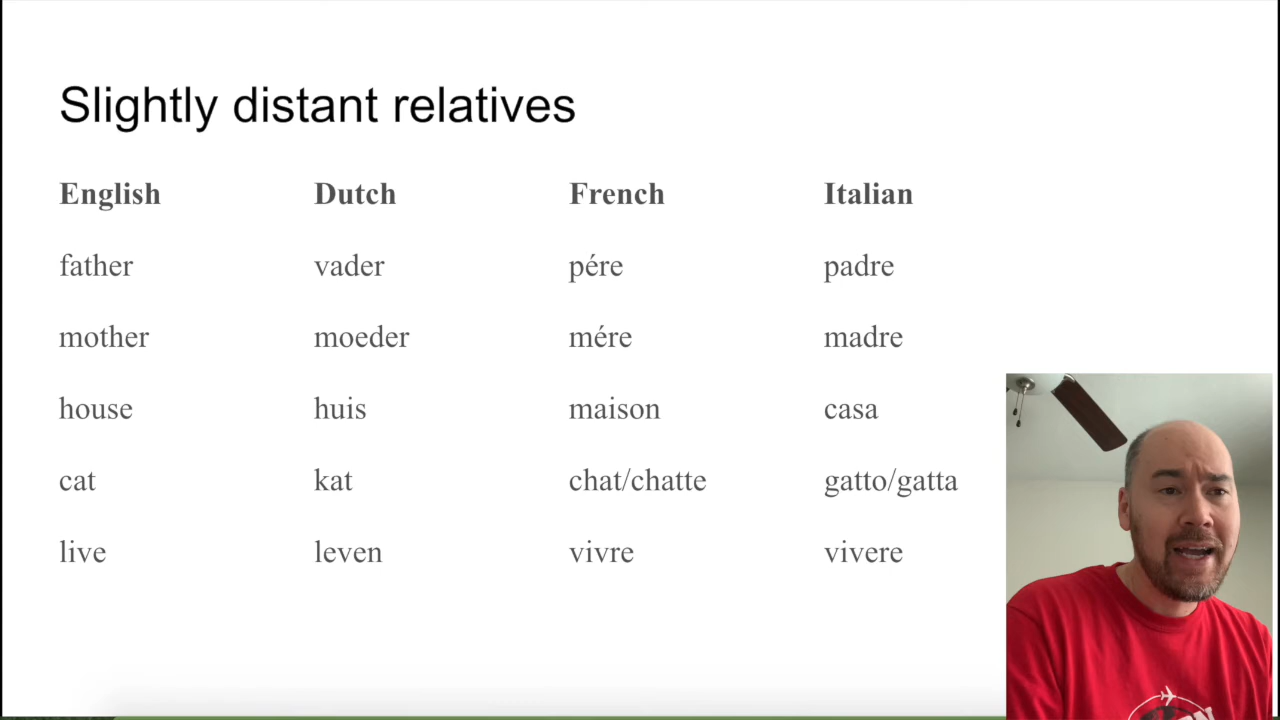 Slightly distant relatives
English Dutch French Italian
father vader pére padre
mother moeder mére madre
house huis maison casa
cat kat chat/chatte gatto/gatta
live leven vivre vivere